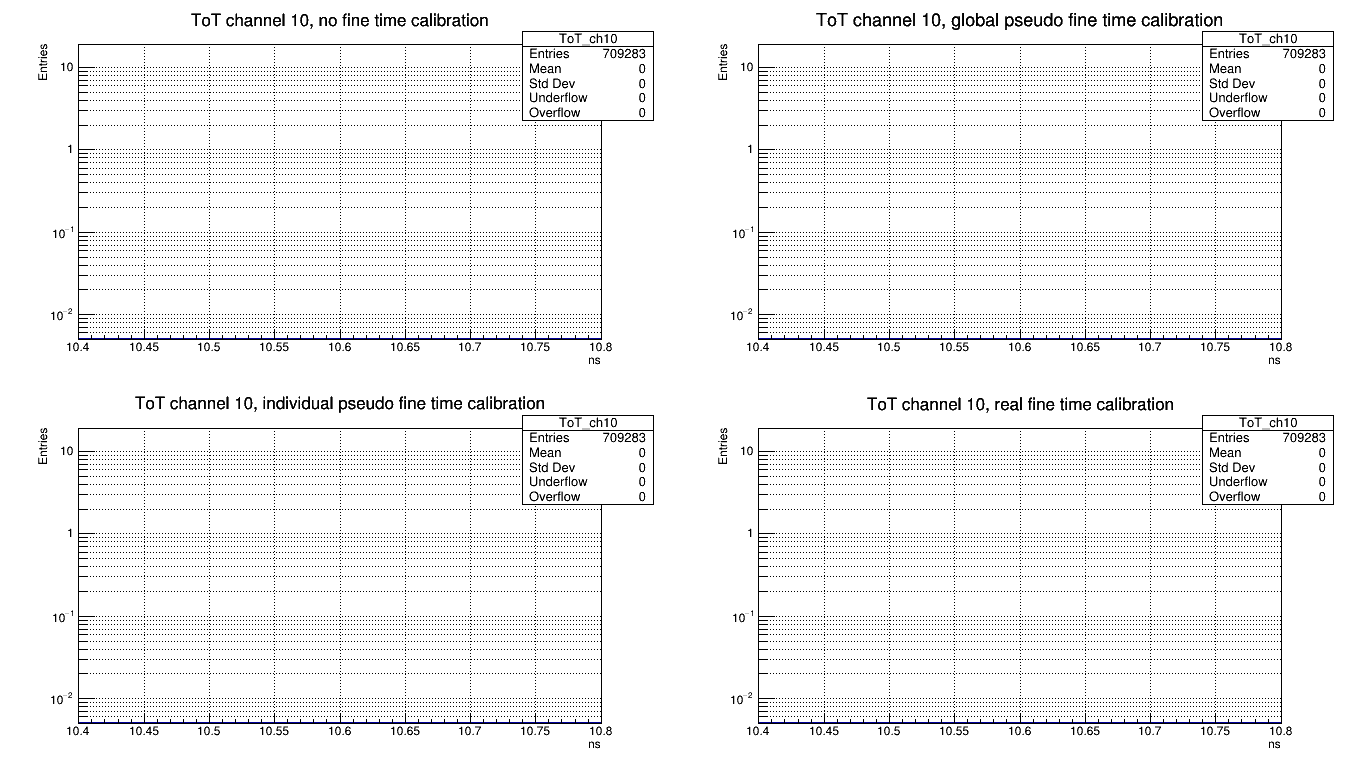 ToT channel 10, no fine time calibration
Entries
ToT_ch10
Entries 709283
Mean 0
Std Dev 0
Underflow 0
Overflow 0
10
1
10⁻¹
10⁻²
10.4 10.45 10.5 10.55 10.6 10.65 10.7 10.75 10.8
ns
ToT channel 10, global pseudo fine time calibration
Entries
ToT_ch10
Entries 709283
Mean 0
Std Dev 0
Underflow 0
Overflow 0
10
1
10⁻¹
10⁻²
10.4 10.45 10.5 10.55 10.6 10.65 10.7 10.75 10.8
ns
ToT channel 10, individual pseudo fine time calibration
Entries
ToT_ch10
Entries 709283
Mean 0
Std Dev 0
Underflow 0
Overflow 0
10
1
10⁻¹
10⁻²
10.4 10.45 10.5 10.55 10.6 10.65 10.7 10.75 10.8
ns
ToT channel 10, real fine time calibration
Entries
ToT_ch10
Entries 709283
Mean 0
Std Dev 0
Underflow 0
Overflow 0
10
1
10⁻¹
10⁻²
10.4 10.45 10.5 10.55 10.6 10.65 10.7 10.75 10.8
ns